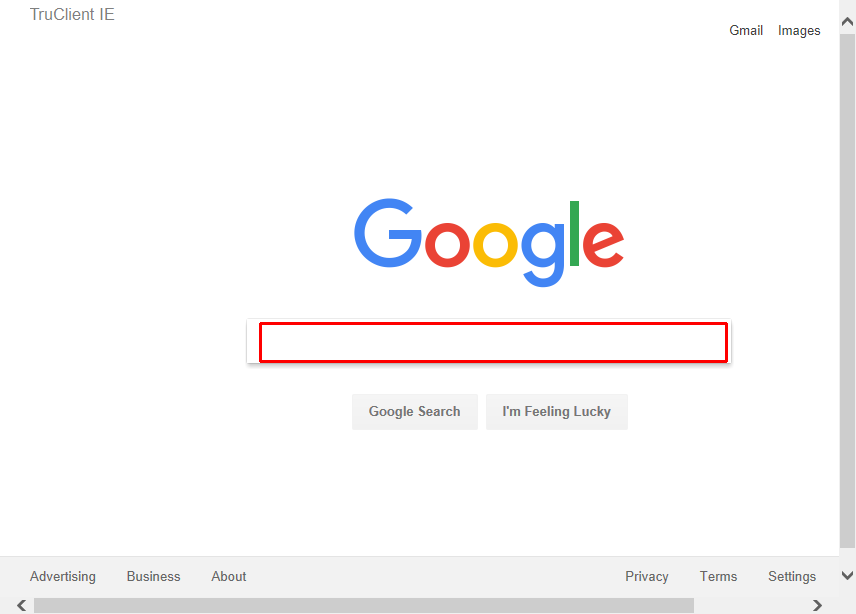 TruClient IE
Gmail Images
Google
Google Search I'm Feeling Lucky
Advertising Business About Privacy Terms Settings